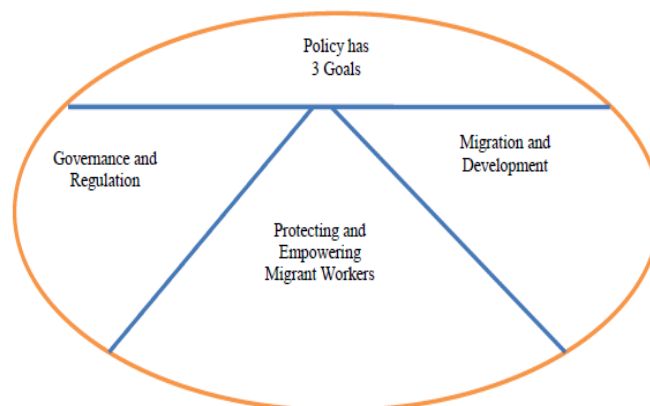 Policy has
3 Goals
Governance and
Regulation
Migration and
Development
Protecting and
Empowering
Migrant Workers